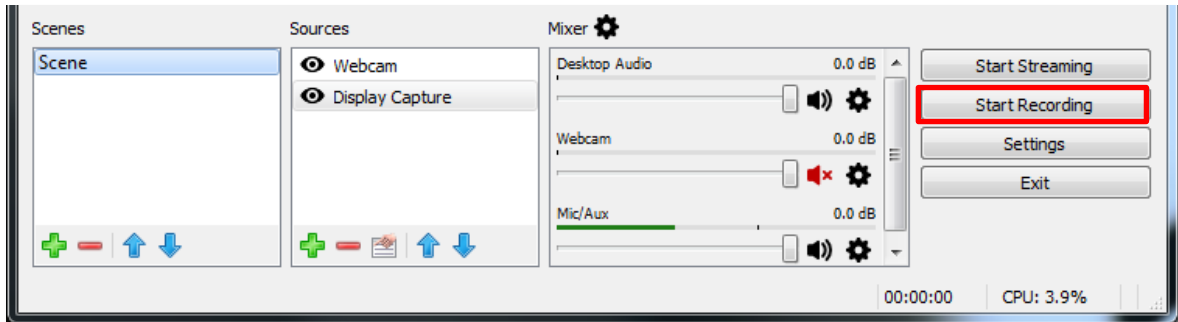 Scenes
Scene
Sources
Webcam
Display Capture
Mixer
Desktop Audio 0.0 dB
Webcam 0.0 dB
Mic/Aux 0.0 dB
Start Streaming
Start Recording
Settings
Exit
00:00:00 CPU: 3.9%